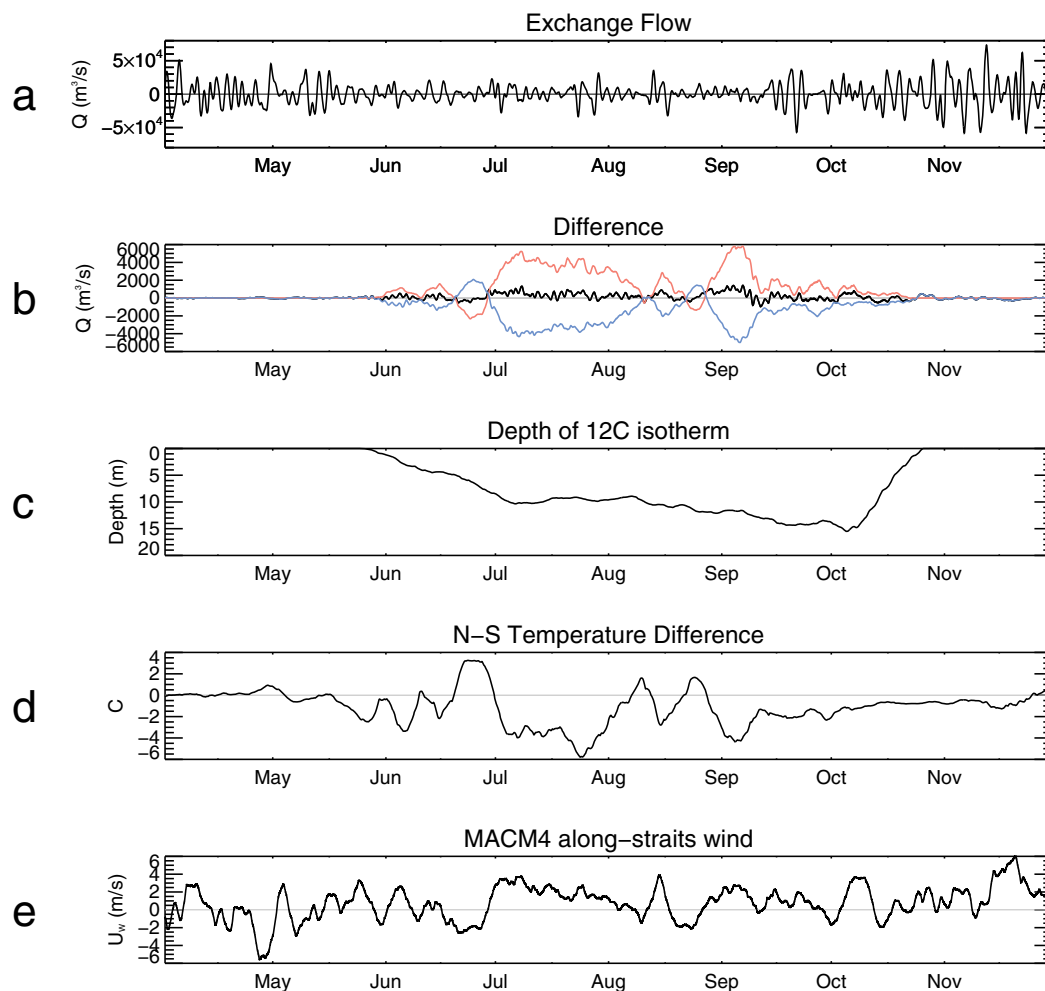 Exchange Flow
a
Q (m³/s)
5×10⁴
0
−5×10⁴
May Jun Jul Aug Sep Oct Nov
Difference
b
Q (m³/s)
6000
4000
2000
0
−2000
−4000
−6000
May Jun Jul Aug Sep Oct Nov
Depth of 12C isotherm
c
Depth (m)
0
5
10
15
20
May Jun Jul Aug Sep Oct Nov
N−S Temperature Difference
d
C
4
2
0
−2
−4
−6
May Jun Jul Aug Sep Oct Nov
MACM4 along−straits wind
e
U_w (m/s)
6
4
2
0
−2
−4
−6
May Jun Jul Aug Sep Oct Nov